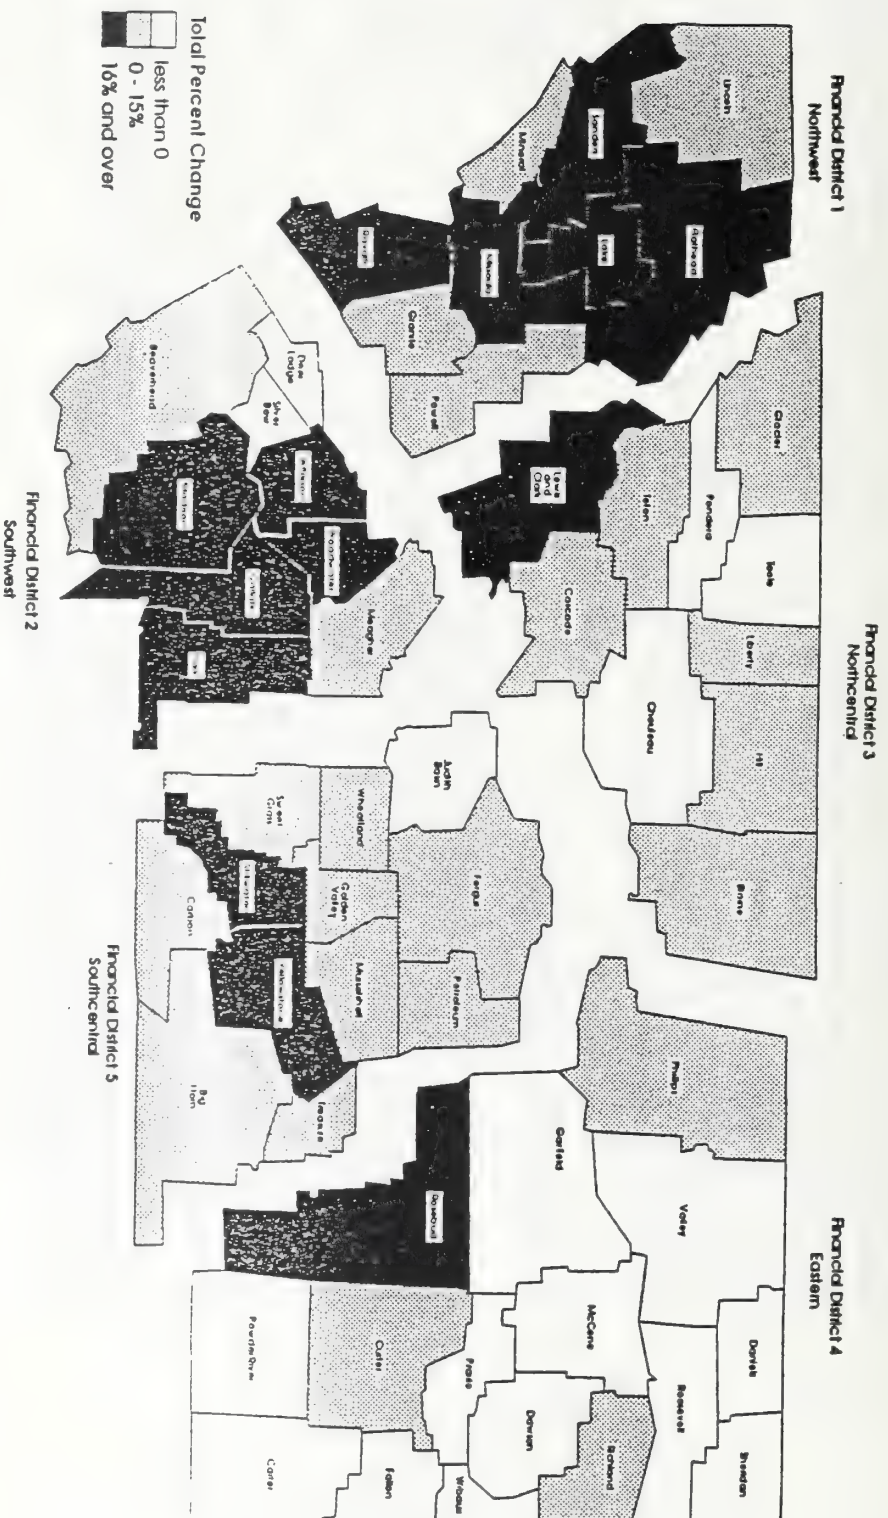 Financial District 1
Northwest
Lincoln
Sanders
Flathead
Lake
Mineral
Missoula
Ravalli
Granite
Powell
Financial District 3
Northcentral
Glacier
Toole
Pondera
Teton
Liberty
Hill
Lewis
and
Clark
Cascade
Chouteau
Blaine
Financial District 4
Eastern
Phillips
Valley
Daniels
Sheridan
Roosevelt
Garfield
McCone
Richland
Dawson
Prairie
Wibaux
Rosebud
Custer
Fallon
Powder River
Carter
Financial District 5
Southcentral
Judith
Basin
Fergus
Petroleum
Wheatland
Golden
Valley
Musselshell
Sweet
Grass
Stillwater
Yellowstone
Treasure
Carbon
Big
Horn
Financial District 2
Southwest
Deer
Lodge
Silver
Bow
Beaverhead
Jefferson
Broadwater
Madison
Gallatin
Meagher
Total Percent Change
less than 0
0 - 15%
16% and over